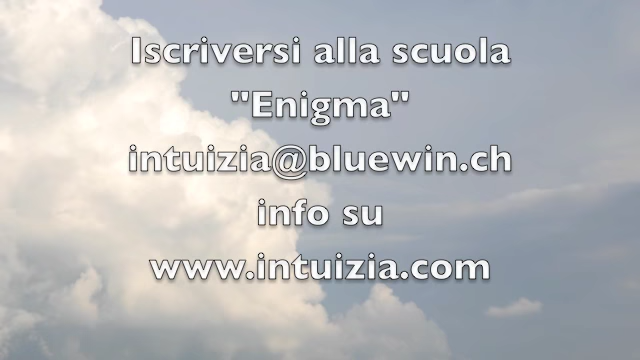 Iscriversi alla scuola
"Enigma"
intuizia@bluewin.ch
info su
www.intuizia.com